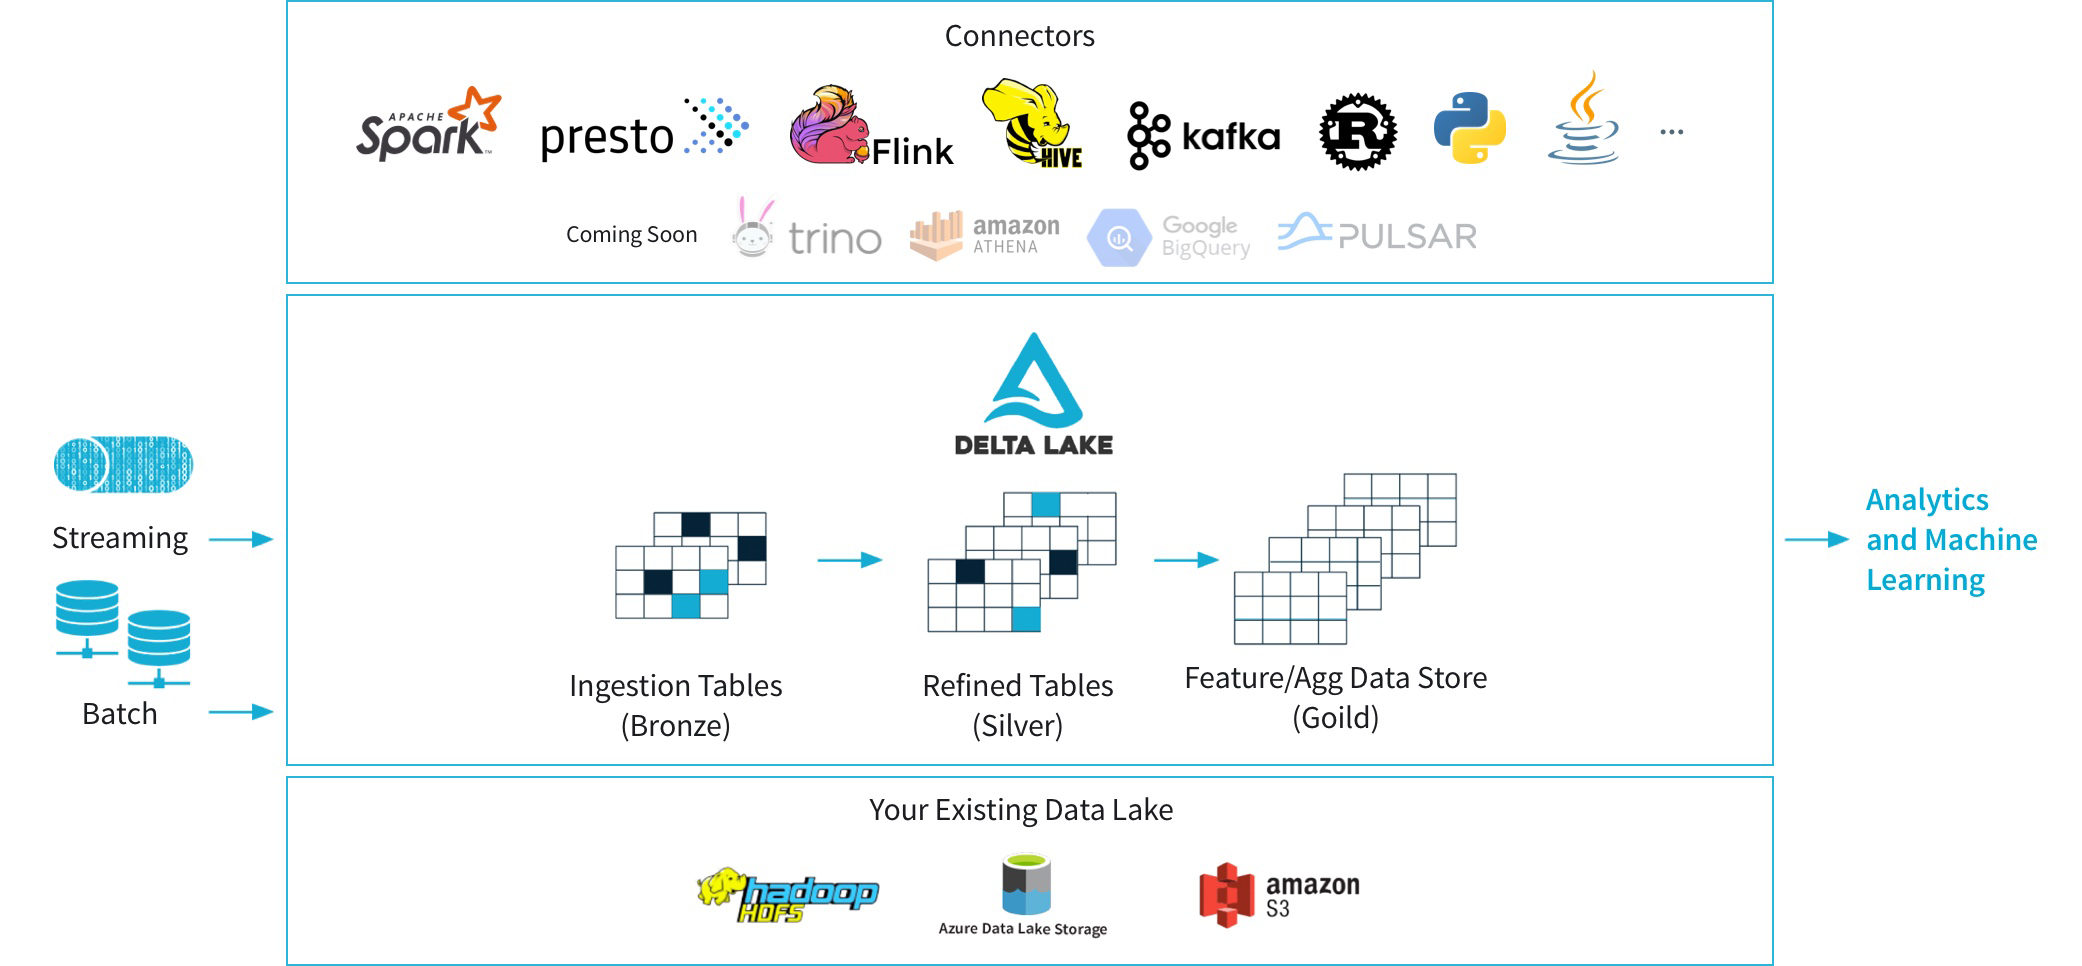 Connectors
APACHE
Spark™
presto
Flink
HIVE
kafka
R
...
Coming Soon
trino
amazon
ATHENA
Google
BigQuery
PULSAR
DELTA LAKE
Streaming
Batch
Ingestion Tables
(Bronze)
Refined Tables
(Silver)
Feature/Agg Data Store
(Goild)
Analytics
and Machine
Learning
Your Existing Data Lake
hadoop
HDFS
Azure Data Lake Storage
amazon
S3